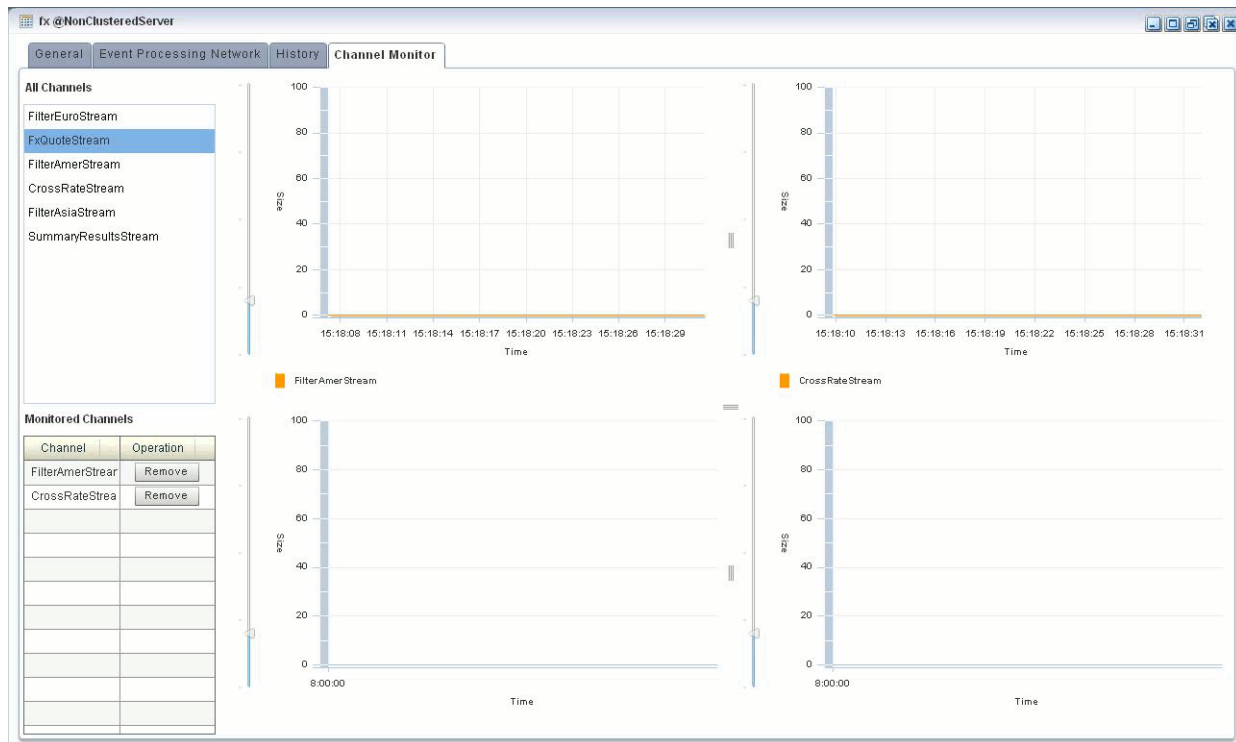 fx @NonClusteredServer
General Event Processing Network History Channel Monitor
All Channels
FilterEuroStream
FxQuoteStream
FilterAmerStream
CrossRateStream
FilterAsiaStream
SummaryResultsStream
Monitored Channels
Channel Operation
FilterAmerStrear Remove
CrossRateStrea Remove
100
80
60
40
20
0
Size
15:18:08 15:18:11 15:18:14 15:18:17 15:18:20 15:18:23 15:18:26 15:18:29
Time
FilterAmerStream
100
80
60
40
20
0
Size
15:18:10 15:18:13 15:18:16 15:18:19 15:18:22 15:18:25 15:18:28 15:18:31
Time
CrossRateStream
100
80
60
40
20
0
Size
8:00:00
Time
100
80
60
40
20
0
Size
8:00:00
Time